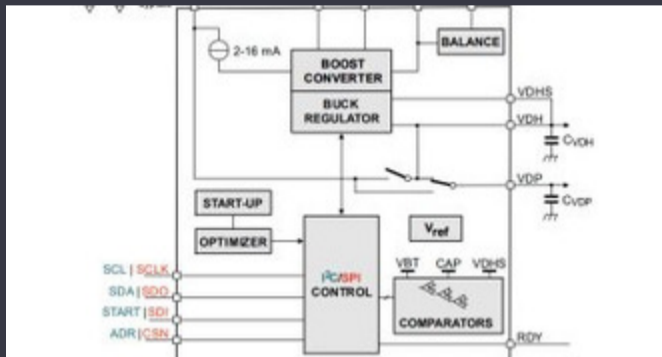 2-16 mA
BALANCE
BOOST
CONVERTER
BUCK
REGULATOR
VDHS
VDH
CVDH
VDP
CVDP
START-UP
OPTIMIZER
Vref
I²C/SPI
CONTROL
VBT CAP VDHS
COMPARATORS
SCL | SCLK
SDA | SDO
START | SDI
ADR | CSN
RDY